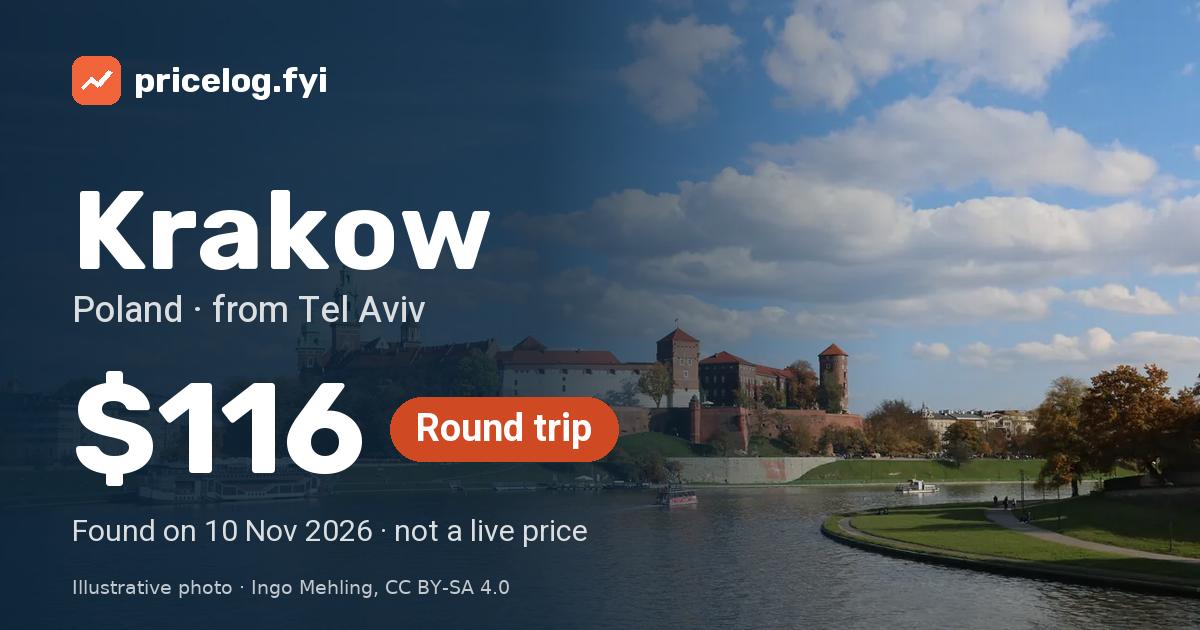 pricelog.fyi
Krakow
Poland · from Tel Aviv
$116 Round trip
Found on 10 Nov 2026 · not a live price
Illustrative photo · Ingo Mehling, CC BY-SA 4.0